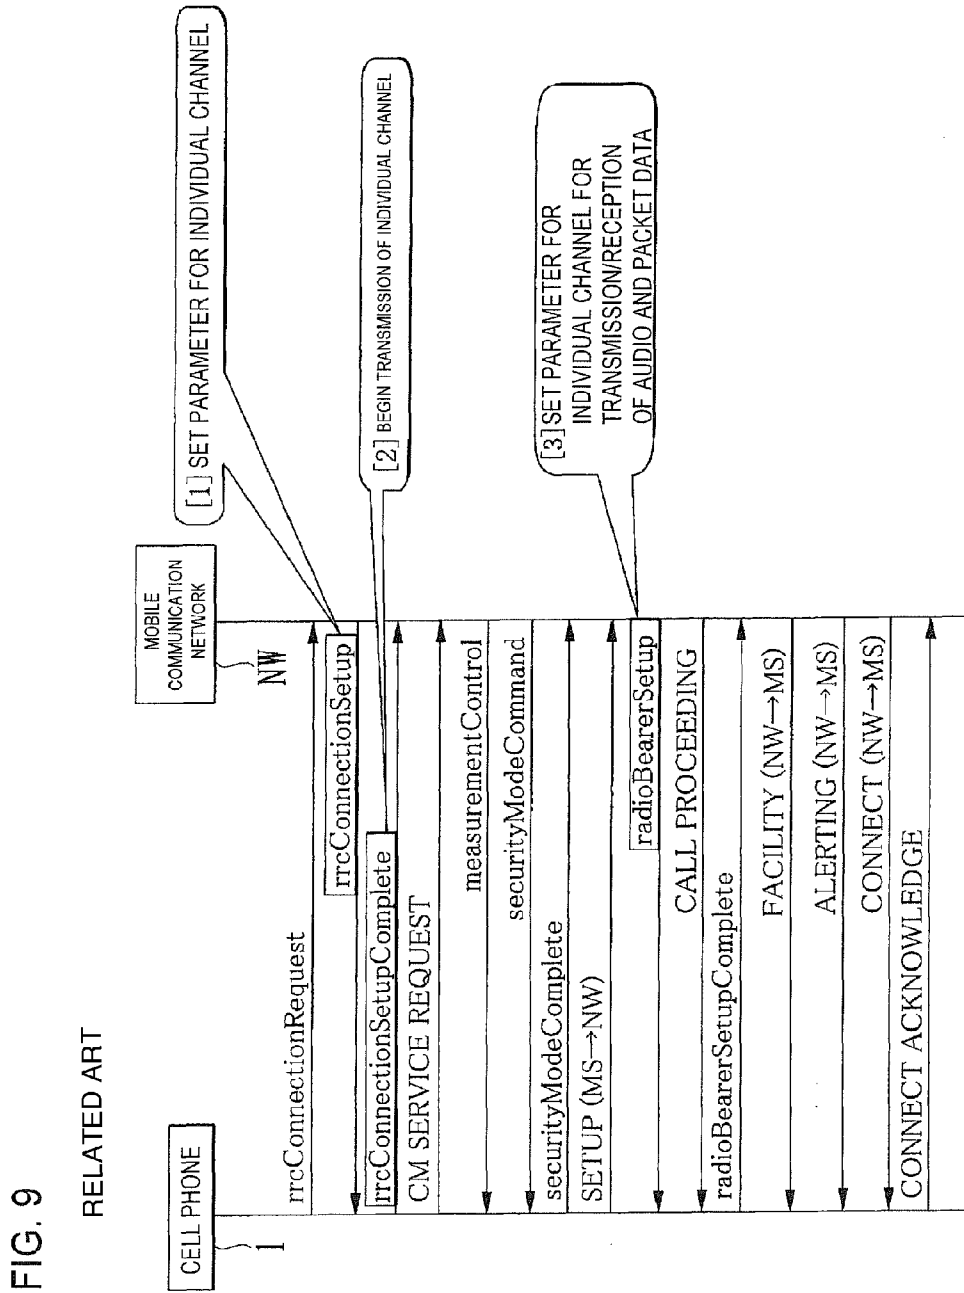 FIG. 9
RELATED ART
CELL PHONE
1
MOBILE
COMMUNICATION
NETWORK
NW
[1] SET PARAMETER FOR INDIVIDUAL CHANNEL
[2] BEGIN TRANSMISSION OF INDIVIDUAL CHANNEL
[3] SET PARAMETER FOR
INDIVIDUAL CHANNEL FOR
TRANSMISSION/RECEPTION
OF AUDIO AND PACKET DATA
rrcConnectionRequest
rrcConnectionSetup
rrcConnectionSetupComplete
CM SERVICE REQUEST
measurementControl
securityModeCommand
securityModeComplete
SETUP (MS→NW)
radioBearerSetup
CALL PROCEEDING
radioBearerSetupComplete
FACILITY (NW→MS)
ALERTING (NW→MS)
CONNECT (NW→MS)
CONNECT ACKNOWLEDGE